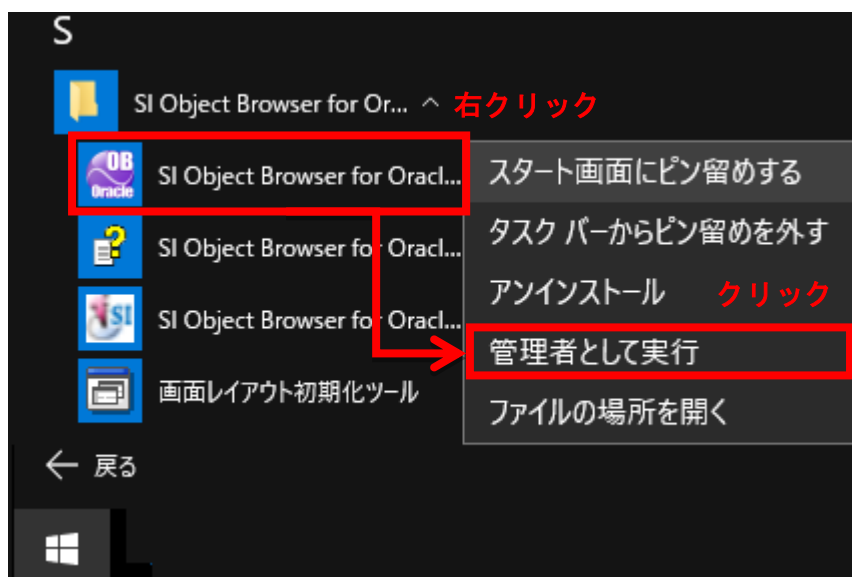 S
SI Object Browser for Or... 右クリック
OB
Oracle
SI Object Browser for Oracl...
スタート画面にピン留めする
タスク バーからピン留めを外す
SI Object Browser for Oracl...
アンインストール クリック
SI
SI Object Browser for Oracl...
管理者として実行
画面レイアウト初期化ツール
ファイルの場所を開く
戻る